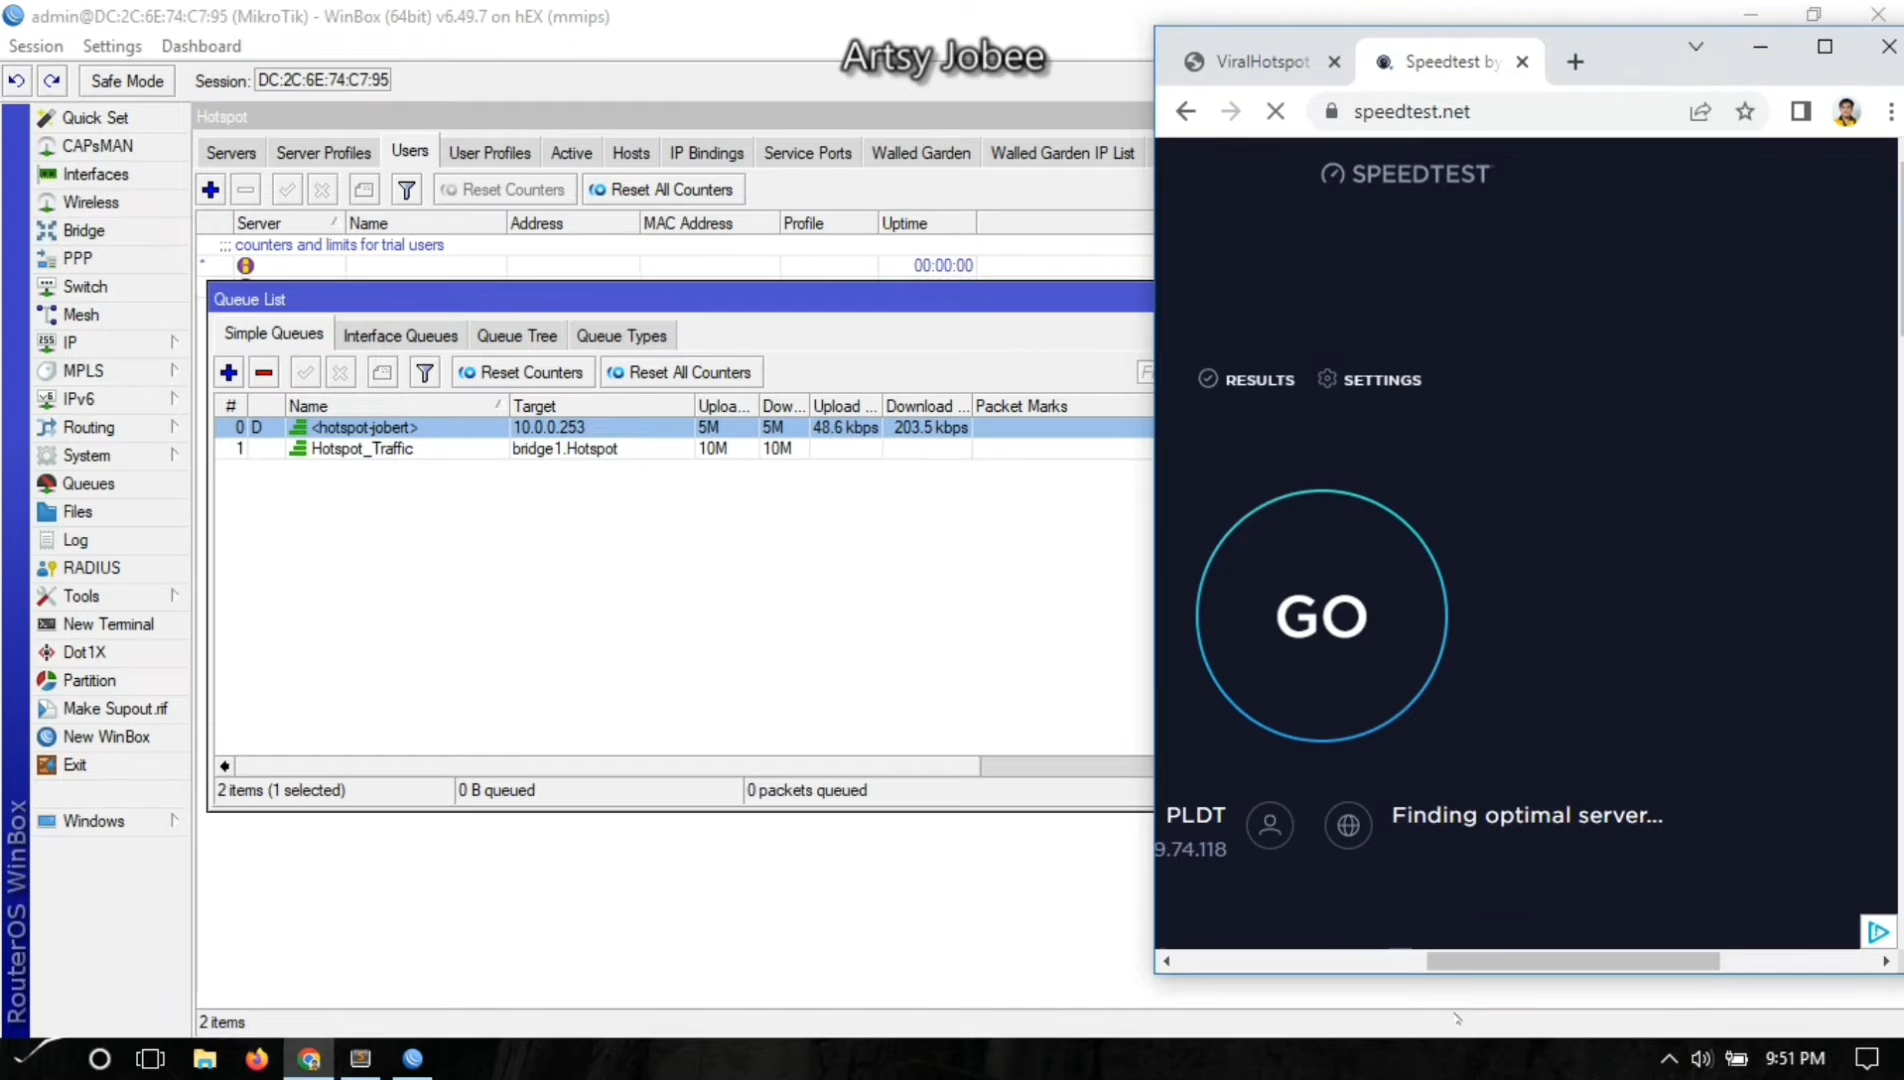 admin@DC:2C:6E:74:C7:95 (MikroTik) - WinBox (64bit) v6.49.7 on hEX (mmips)
Session Settings Dashboard
Artsy Jobee
Safe Mode Session: DC:2C:6E:74:C7:95
Quick Set
CAPsMAN
Interfaces
Wireless
Bridge
PPP
Switch
Mesh
IP
MPLS
IPv6
Routing
System
Queues
Files
Log
RADIUS
Tools
New Terminal
Dot1X
Partition
Make Supout.rif
New WinBox
Exit
Windows
RouterOS WinBox
Hotspot
Servers Server Profiles Users User Profiles Active Hosts IP Bindings Service Ports Walled Garden Walled Garden IP List
Reset Counters Reset All Counters
Server Name Address MAC Address Profile Uptime
;;; counters and limits for trial users
* 00:00:00
Queue List
Simple Queues Interface Queues Queue Tree Queue Types
Reset Counters Reset All Counters
# Name Target Uploa... Dow... Upload ... Download ... Packet Marks
0 D <hotspot-jobert> 10.0.0.253 5M 5M 48.6 kbps 203.5 kbps
1 Hotspot_Traffic bridge1.Hotspot 10M 10M
2 items (1 selected) 0 B queued 0 packets queued
2 items
ViralHotspot Speedtest by
speedtest.net
SPEEDTEST
RESULTS SETTINGS
GO
PLDT Finding optimal server...
9.74.118
9:51 PM